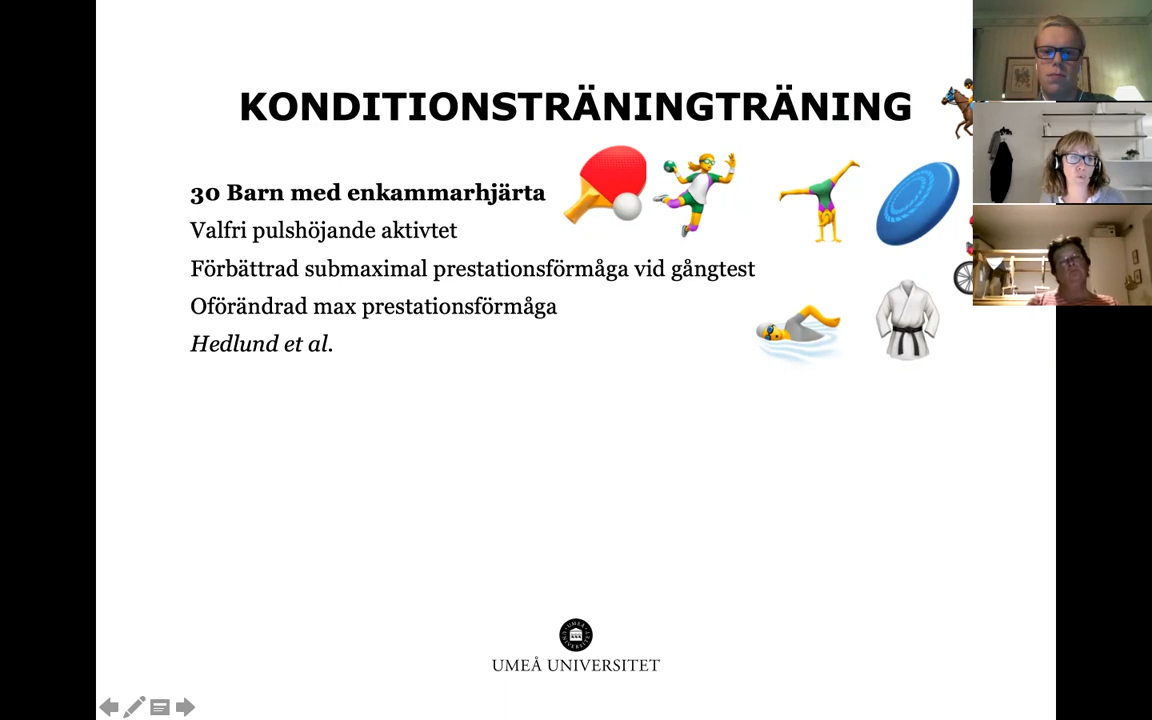 KONDITIONSTRÄNINGTRÄNING
30 Barn med enkammarhjärta
Valfri pulshöjande aktivtet
Förbättrad submaximal prestationsförmåga vid gångtest
Oförändrad max prestationsförmåga
Hedlund et al.
UMEÅ UNIVERSITET